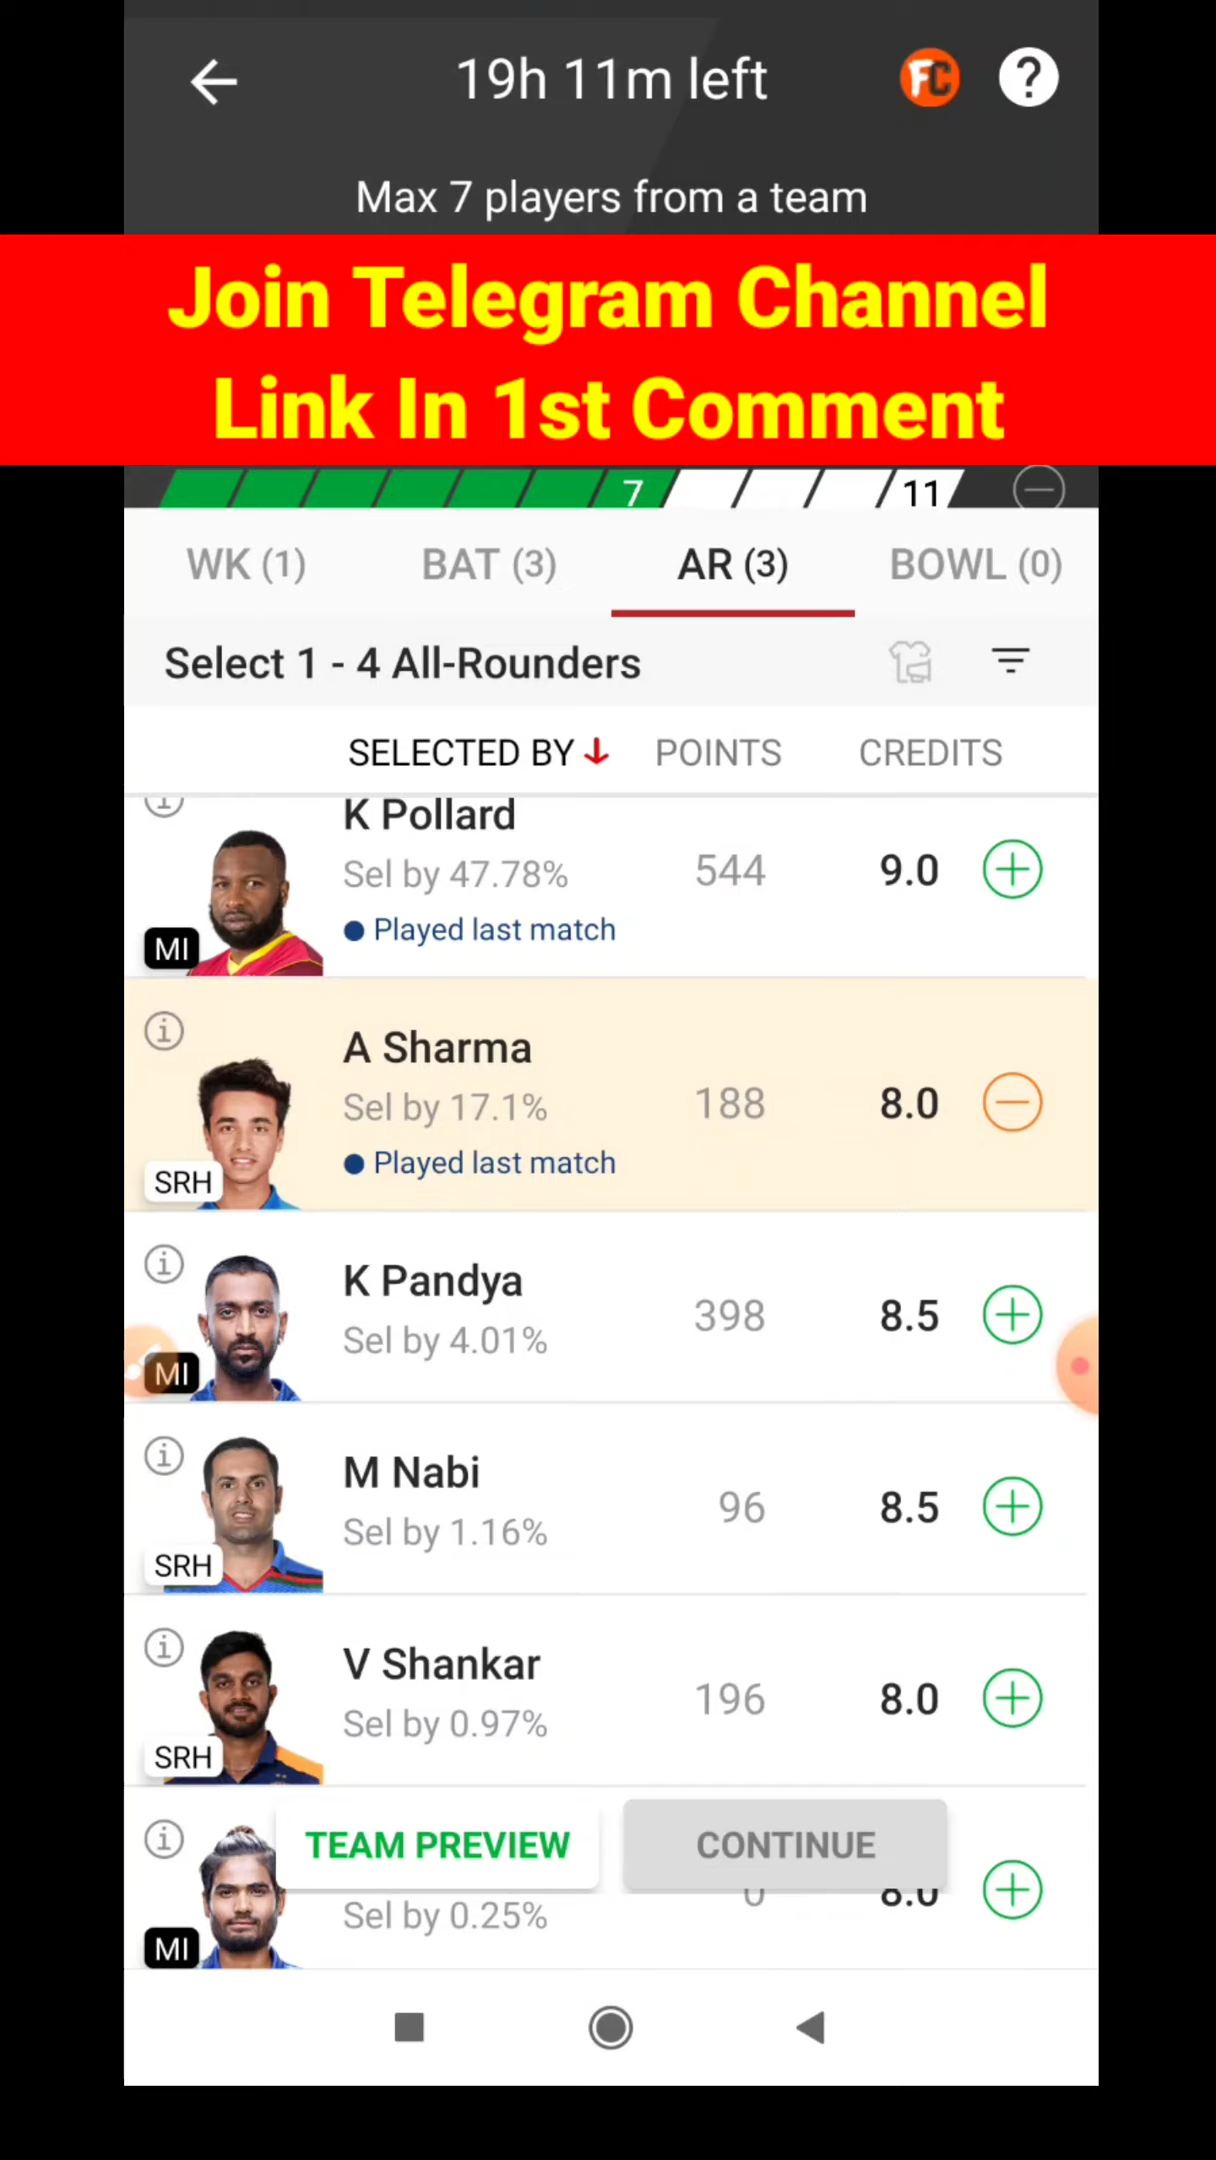 19h 11m left
FC
?
Max 7 players from a team
Join Telegram Channel
Link In 1st Comment
7
11
WK (1)
BAT (3)
AR (3)
BOWL (0)
Select 1 - 4 All-Rounders
SELECTED BY
POINTS
CREDITS
K Pollard
Sel by 47.78%
544
9.0
Played last match
MI
A Sharma
Sel by 17.1%
188
8.0
Played last match
SRH
K Pandya
Sel by 4.01%
398
8.5
MI
M Nabi
Sel by 1.16%
96
8.5
SRH
V Shankar
Sel by 0.97%
196
8.0
SRH
TEAM PREVIEW
CONTINUE
Sel by 0.25%
0
8.0
MI